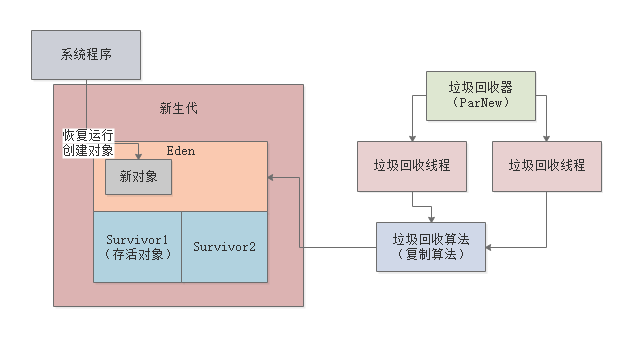 系统程序
新生代
恢复运行
创建对象
Eden
新对象
Survivor1
（存活对象）
Survivor2
垃圾回收器
（ParNew）
垃圾回收线程
垃圾回收线程
垃圾回收算法
（复制算法）